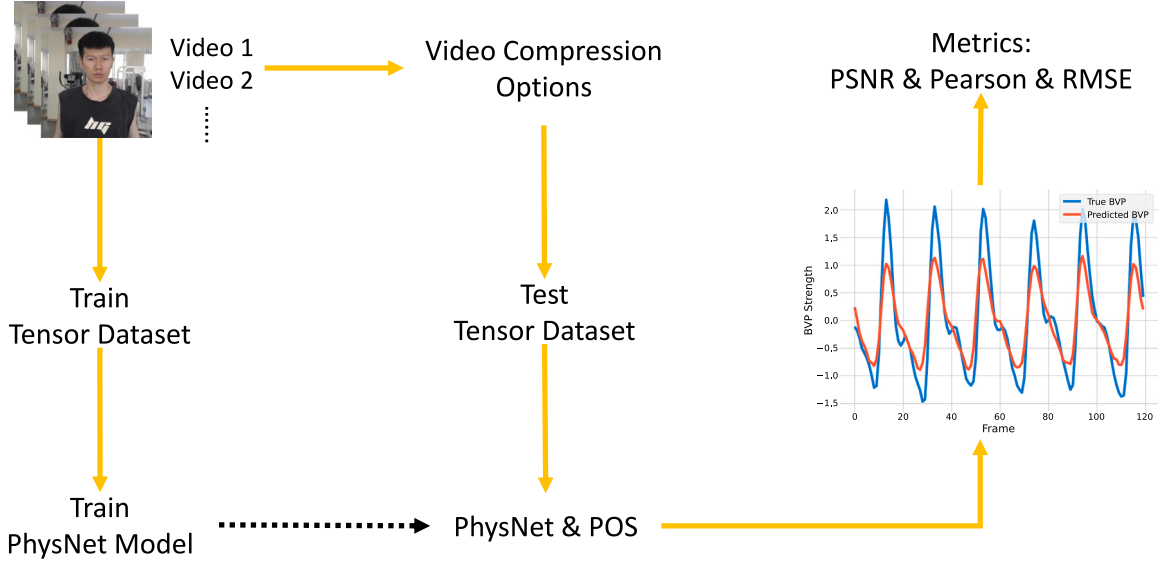 Video 1
Video 2
Video Compression
Options
Metrics:
PSNR & Pearson & RMSE
Train
Tensor Dataset
Test
Tensor Dataset
True BVP
Predicted BVP
BVP Strength
2.0
1.5
1.0
0.5
0.0
−0.5
−1.0
−1.5
0 20 40 60 80 100 120
Frame
Train
PhysNet Model
PhysNet & POS